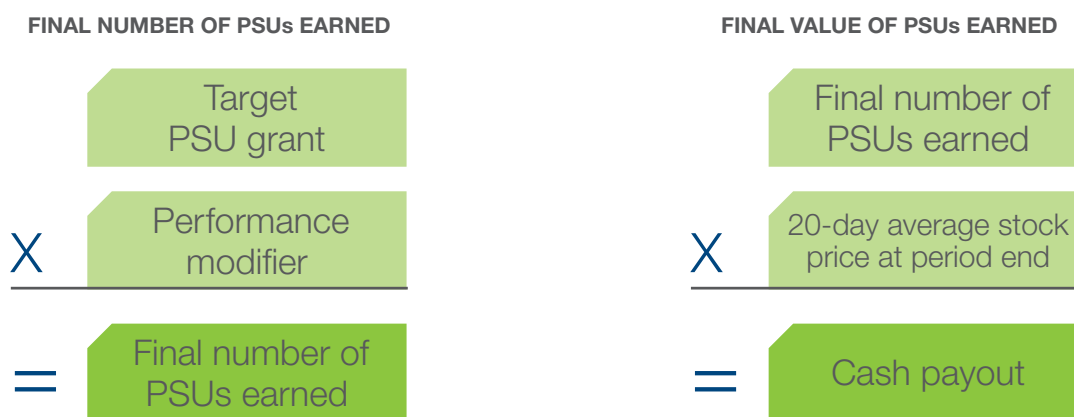 FINAL NUMBER OF PSUs EARNED
Target
PSU grant
X
Performance
modifier
=
Final number of
PSUs earned
FINAL VALUE OF PSUs EARNED
Final number of
PSUs earned
X
20-day average stock
price at period end
=
Cash payout